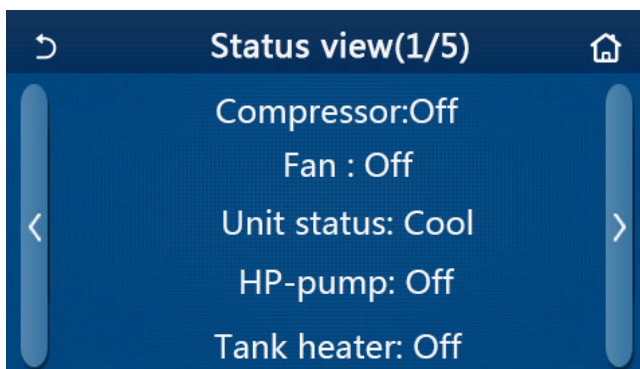 Status view(1/5)
Compressor:Off
Fan : Off
Unit status: Cool
HP-pump: Off
Tank heater: Off